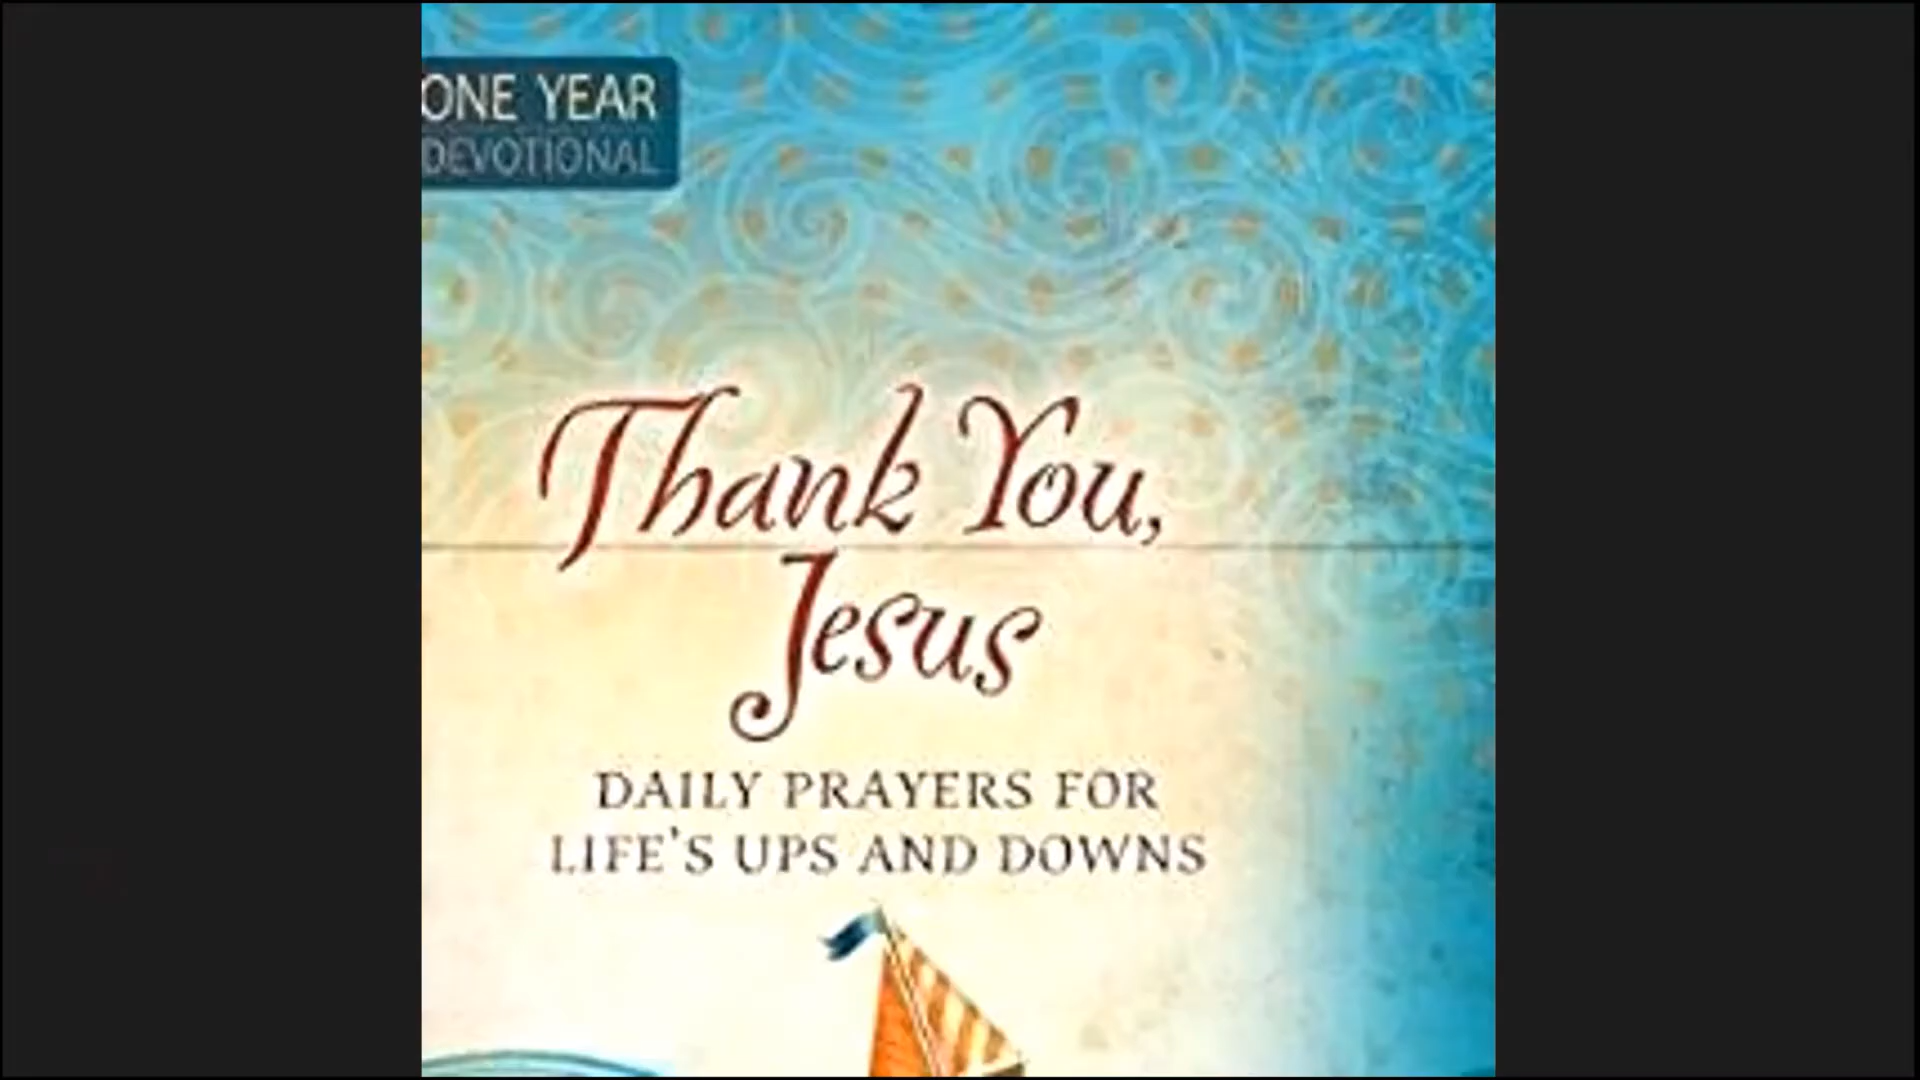 ONE YEAR
DEVOTIONAL
Thank You,
Jesus
DAILY PRAYERS FOR
LIFE'S UPS AND DOWNS